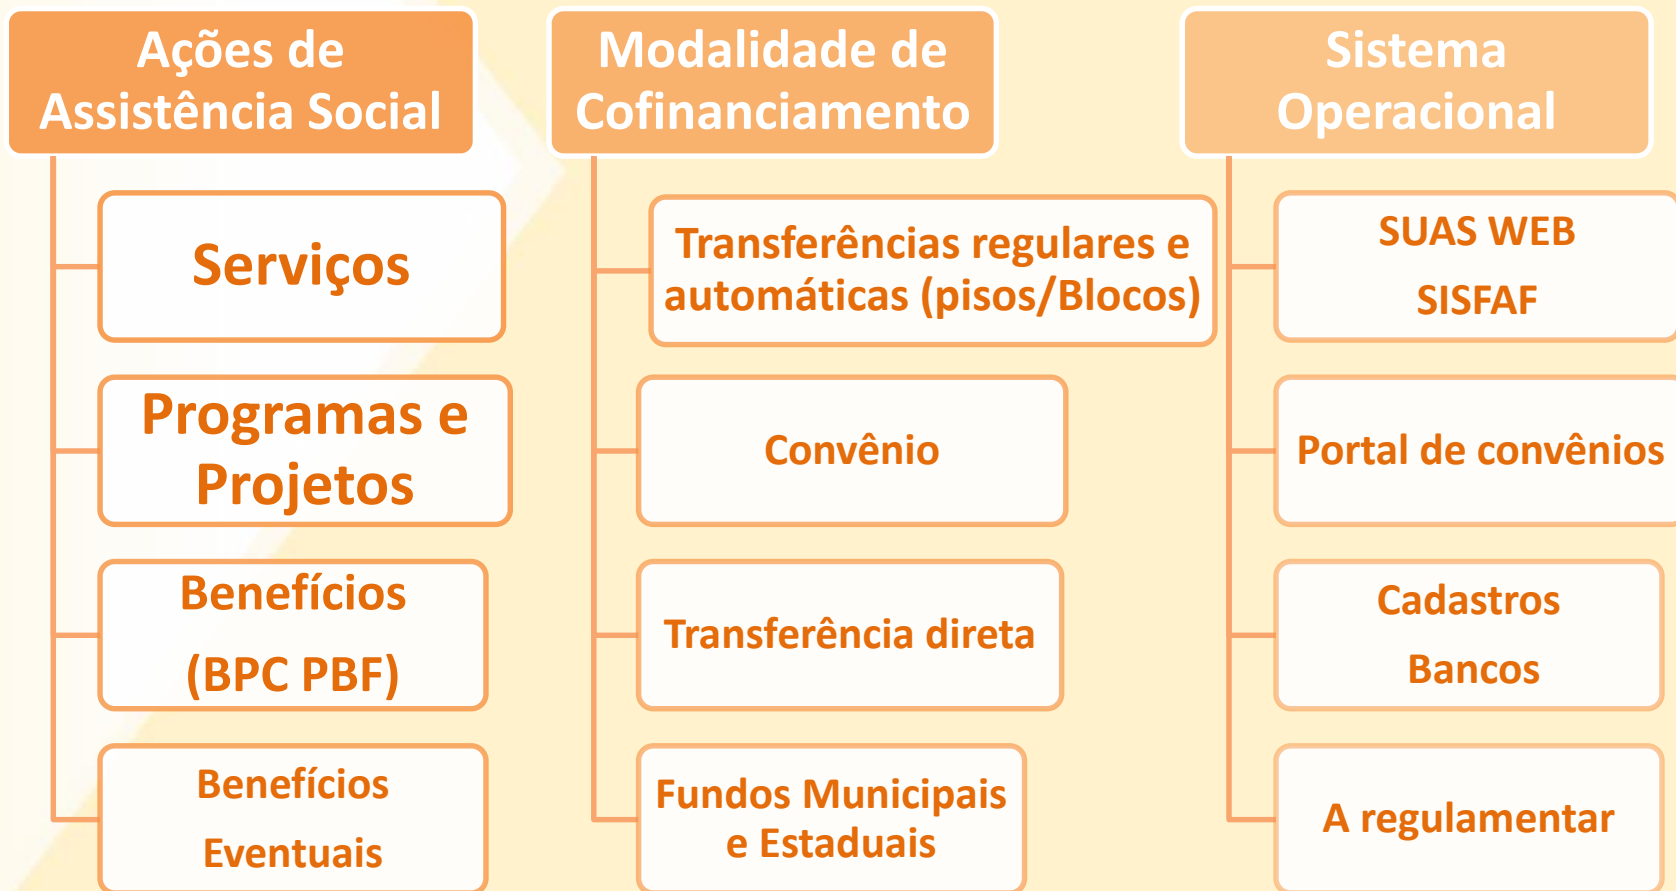 Ações de
Assistência Social
Serviços
Programas e
Projetos
Benefícios
(BPC PBF)
Benefícios
Eventuais
Modalidade de
Cofinanciamento
Transferências regulares e
automáticas (pisos/Blocos)
Convênio
Transferência direta
Fundos Municipais
e Estaduais
Sistema
Operacional
SUAS WEB
SISFAF
Portal de convênios
Cadastros
Bancos
A regulamentar